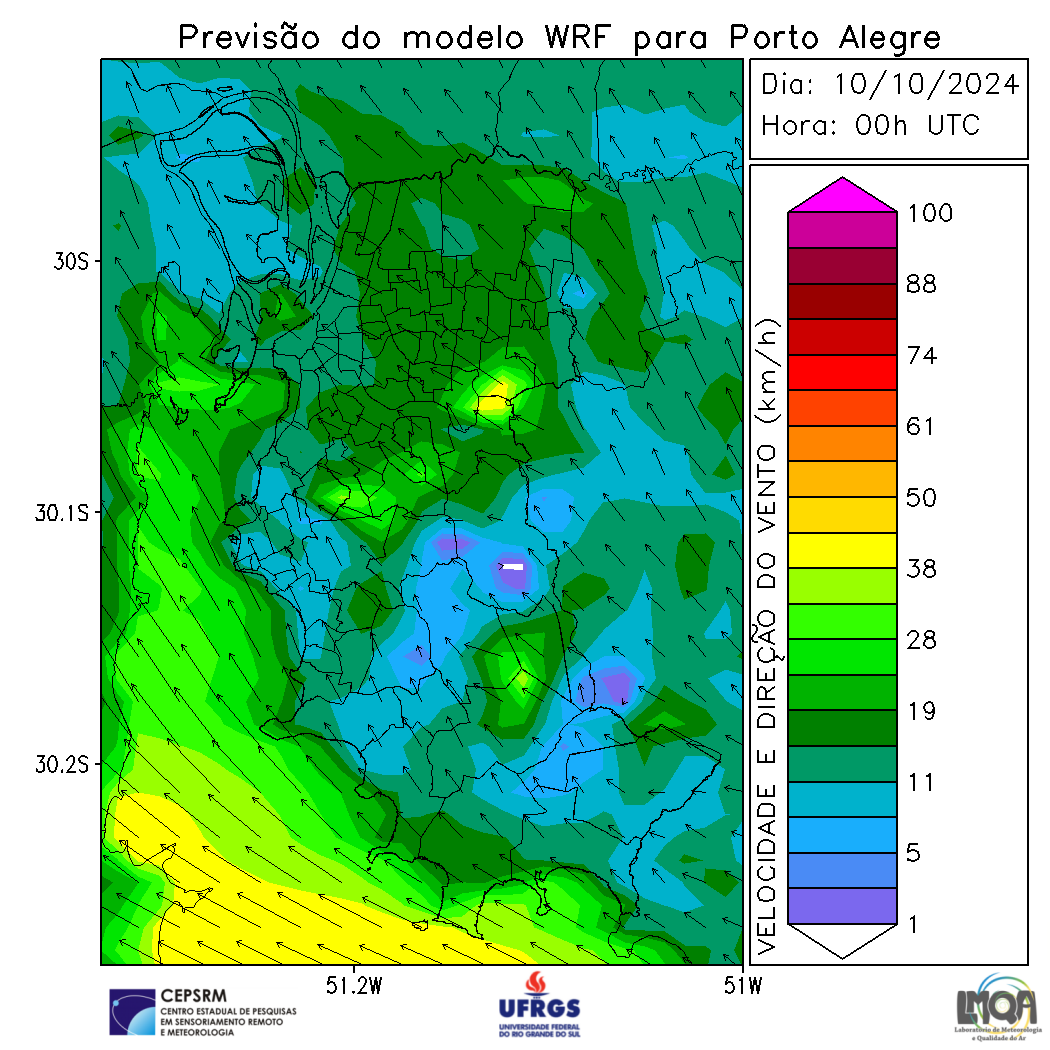 Previsão do modelo WRF para Porto Alegre
Dia: 10/10/2024
Hora: 00h UTC
30S
30.1S
30.2S
51.2W
51W
VELOCIDADE E DIREÇÃO DO VENTO (km/h)
100
88
74
61
50
38
28
19
11
5
1
CEPSRM
CENTRO ESTADUAL DE PESQUISAS
EM SENSORIAMENTO REMOTO
E METEOROLOGIA
UFRGS
UNIVERSIDADE FEDERAL
DO RIO GRANDE DO SUL
LMQA
Laboratório de Meteorologia
e Qualidade do Ar